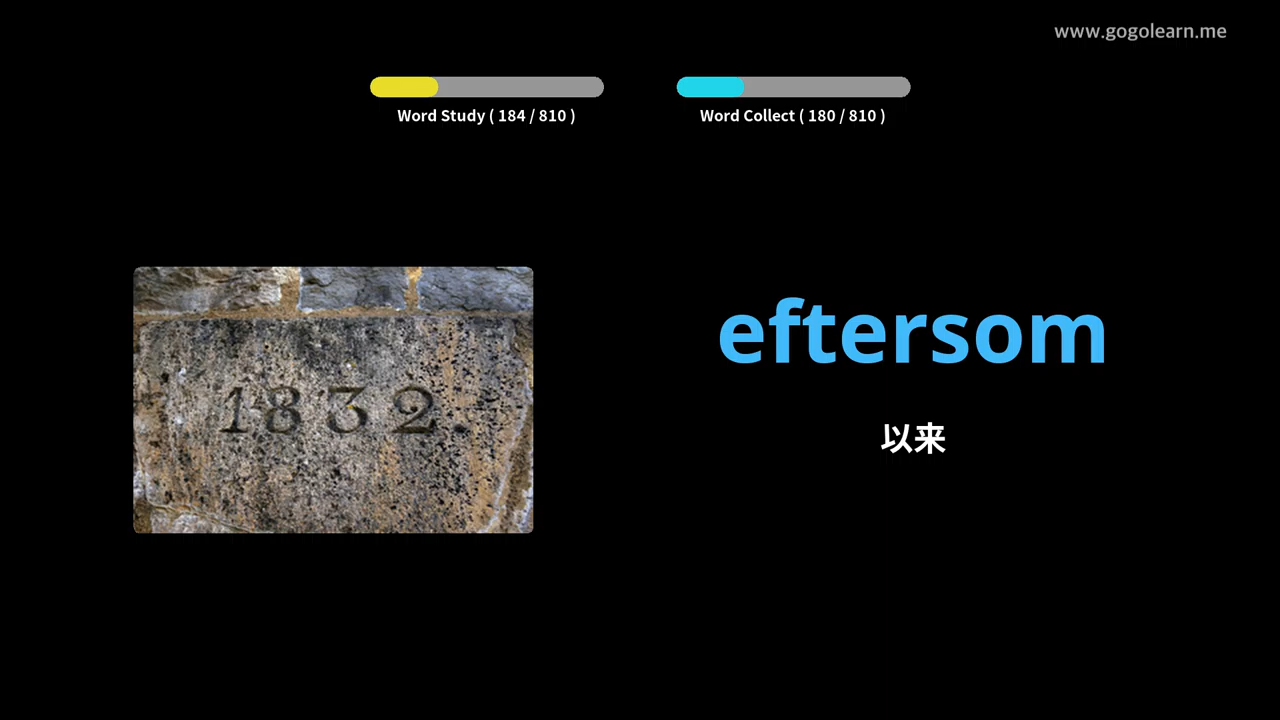 www.gogolearn.me
Word Study ( 184 / 810 )
Word Collect ( 180 / 810 )
1832.
eftersom
以来